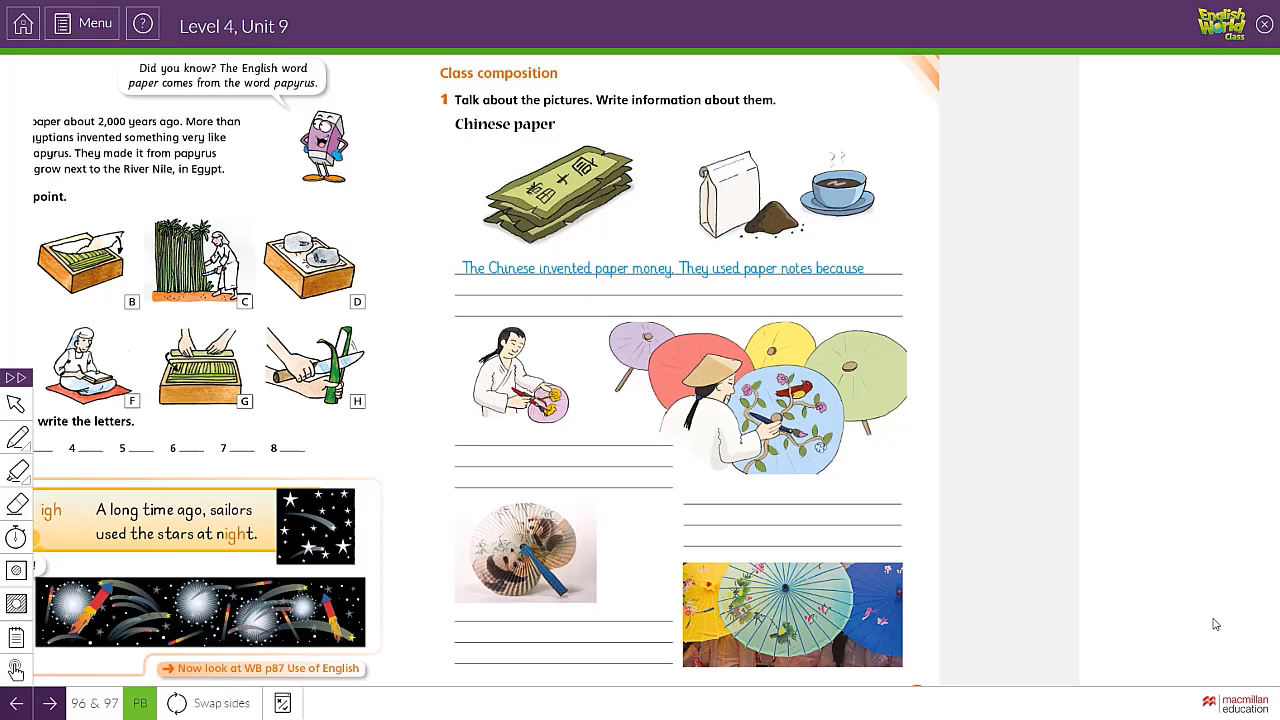 Menu
?
Level 4, Unit 9
English World Class
Did you know? The English word
paper comes from the word papyrus.
paper about 2,000 years ago. More than
gyptians invented something very like
apyrus. They made it from papyrus
grow next to the River Nile, in Egypt.
point.
B
C
D
F
G
H
write the letters.
4 5 6 7 8
igh
A long time ago, sailors
used the stars at night.
!
Now look at WB p87 Use of English
Class composition
1 Talk about the pictures. Write information about them.
Chinese paper
The Chinese invented paper money. They used paper notes because
96 & 97
PB
Swap sides
macmillan
education